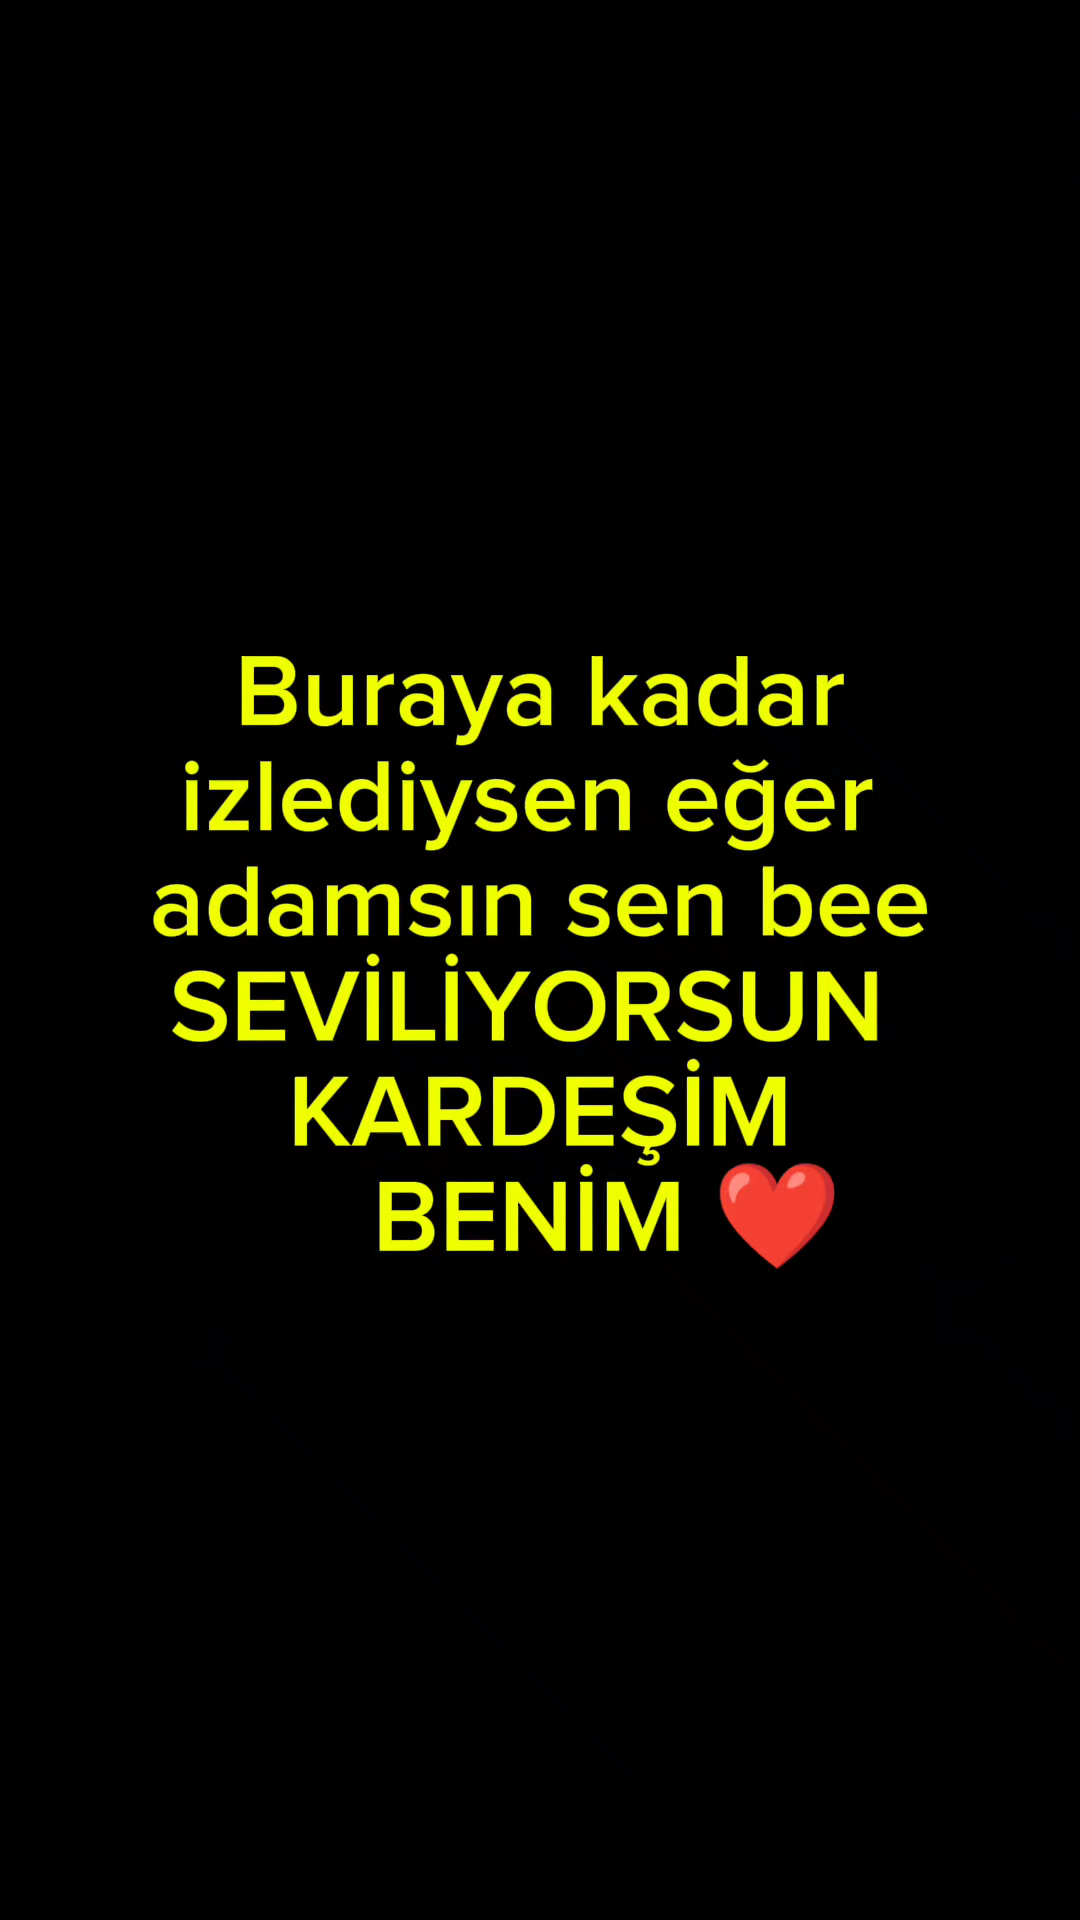 Buraya kadar
izlediysen eğer
adamsın sen bee
SEVİLİYORSUN
KARDEŞİM
BENİM ❤️